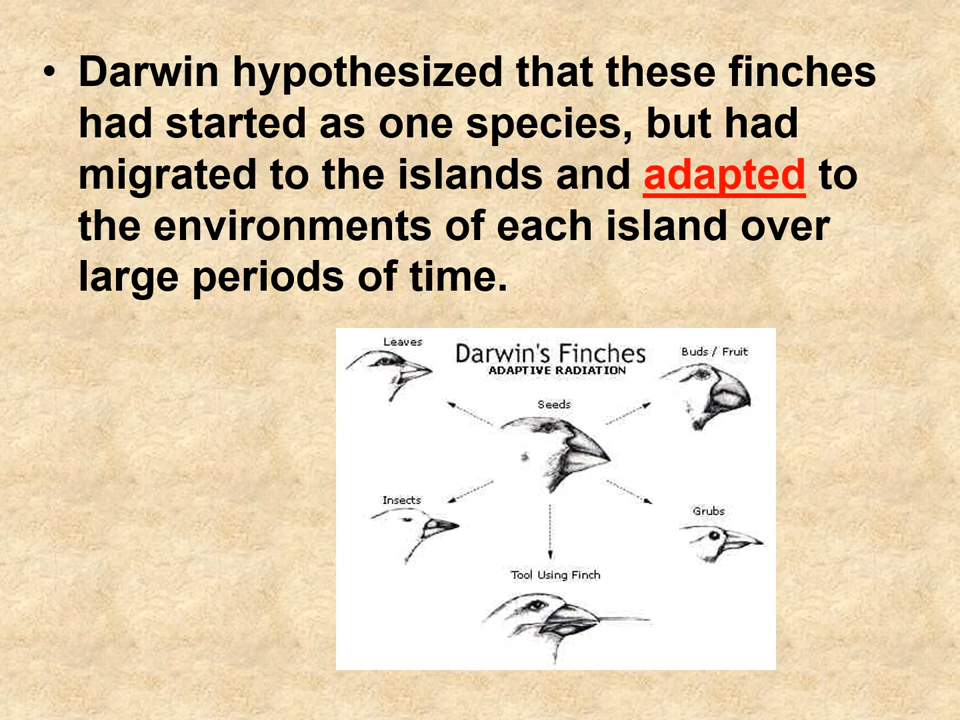 • Darwin hypothesized that these finches
had started as one species, but had
migrated to the islands and adapted to
the environments of each island over
large periods of time.
Leaves
Darwin's Finches
ADAPTIVE RADIATION
Buds / Fruit
Seeds
Insects
Grubs
Tool Using Finch